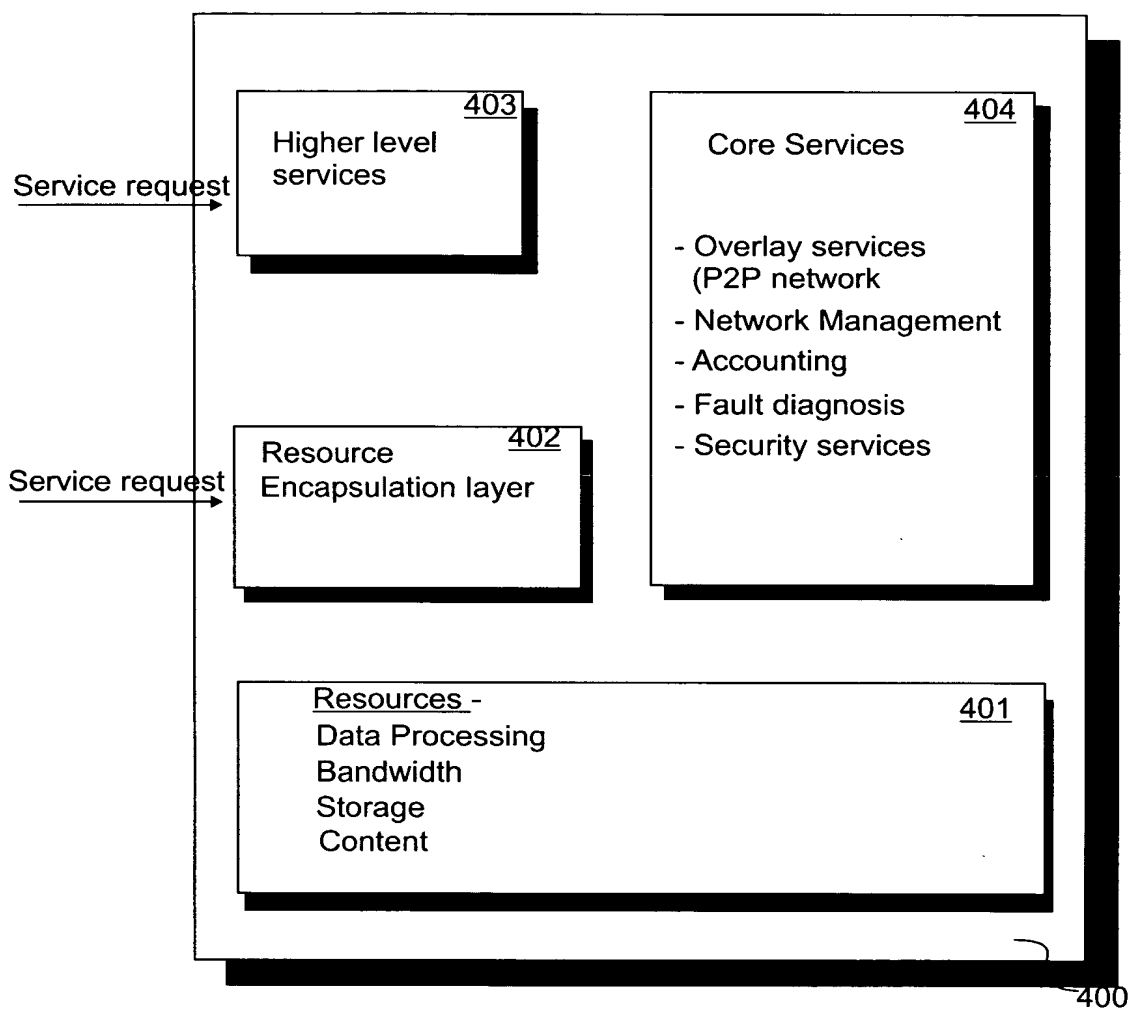 403
Higher level
services
Service request
404
Core Services
- Overlay services
(P2P network
- Network Management
- Accounting
- Fault diagnosis
- Security services
402
Resource
Encapsulation layer
Service request
401
Resources -
Data Processing
Bandwidth
Storage
Content
400